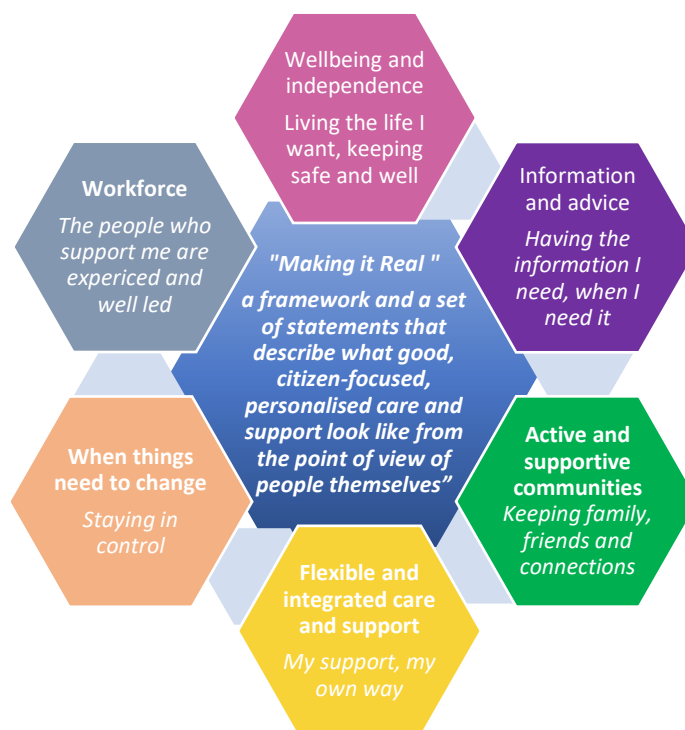 Wellbeing and
independence
Living the life I
want, keeping
safe and well
Information
and advice
Having the
information I
need, when I
need it
Workforce
The people who
support me are
expericed and
well led
"Making it Real "
a framework and a set
of statements that
describe what good,
citizen-focused,
personalised care and
support look like from
the point of view of
people themselves”
When things
need to change
Staying in
control
Active and
supportive
communities
Keeping family,
friends and
connections
Flexible and
integrated care
and support
My support, my
own way